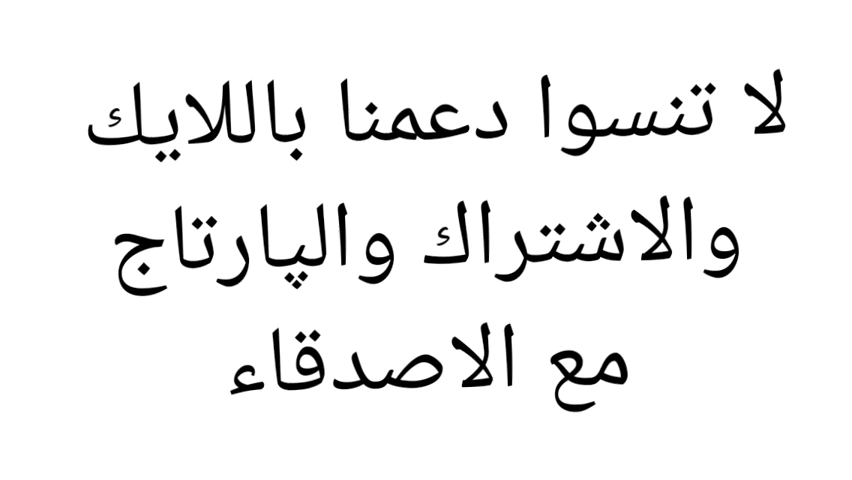 لا تنسوا دعمنا باللايك
والاشتراك والپارتاج
مع الاصدقاء